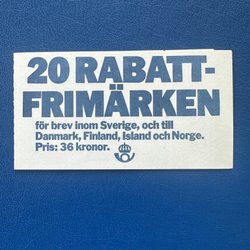 20 RABATT-
FRIMÄRKEN
för brev inom Sverige, och till
Danmark, Finland, Island och Norge.
Pris: 36 kronor.